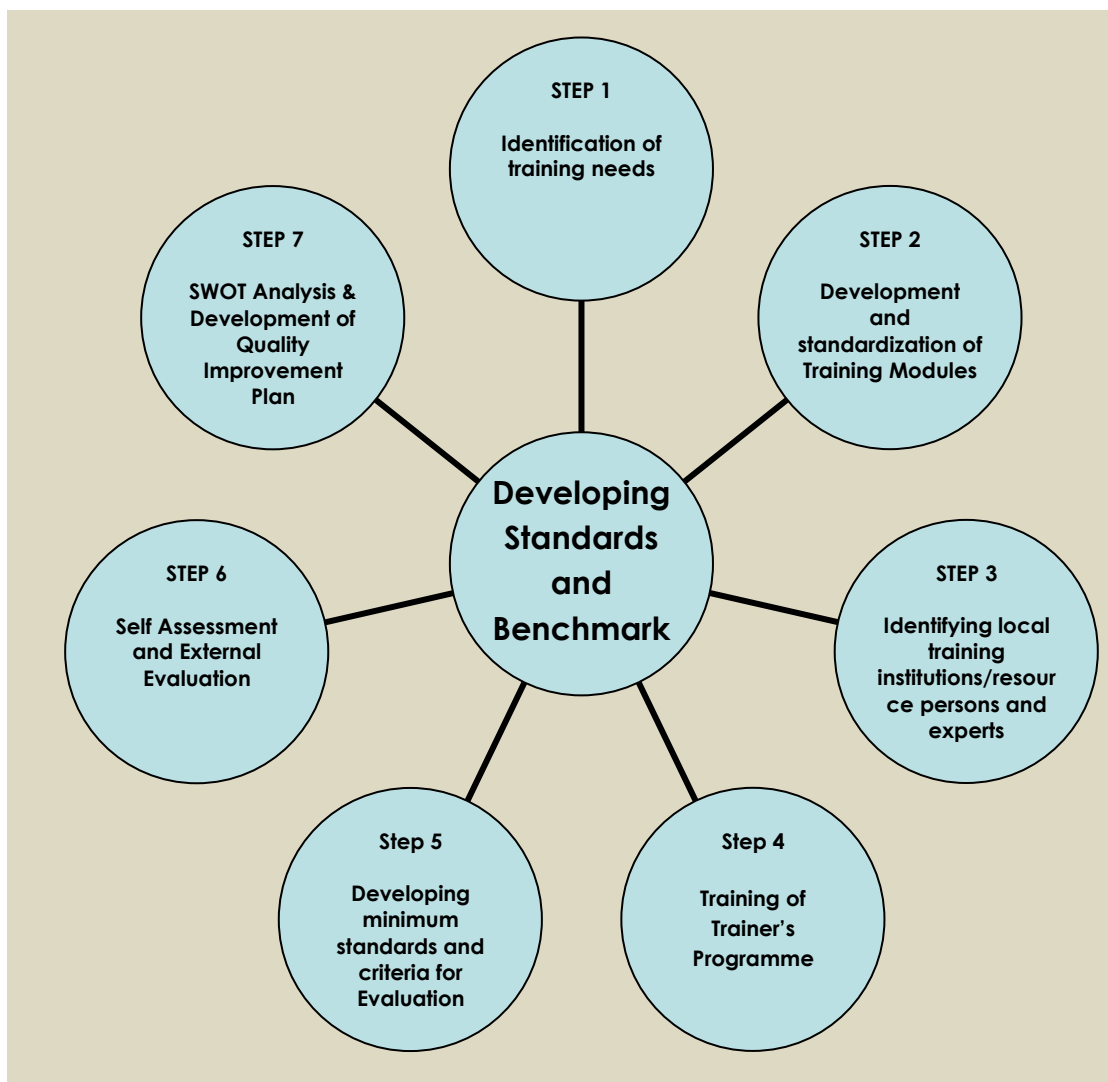 STEP 1
Identification of
training needs
STEP 2
Development
and
standardization of
Training Modules
STEP 3
Identifying local
training
institutions/resour
ce persons and
experts
Step 4
Training of
Trainer’s
Programme
Step 5
Developing
minimum
standards and
criteria for
Evaluation
STEP 6
Self Assessment
and External
Evaluation
STEP 7
SWOT Analysis &
Development of
Quality
Improvement
Plan
Developing
Standards
and
Benchmark